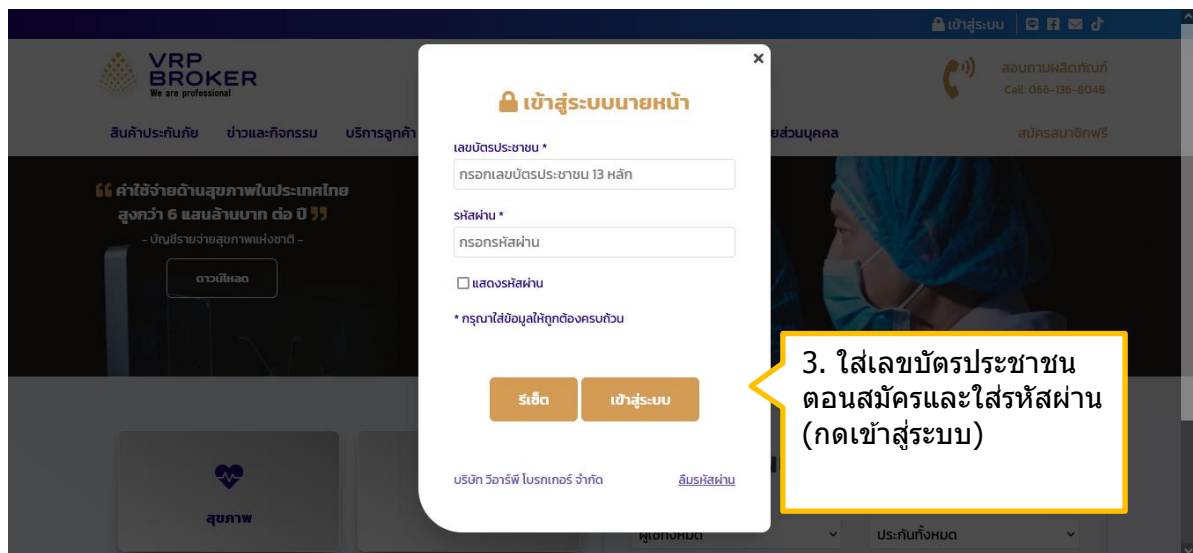 เข้าสู่ระบบ
VRP
BROKER
We are professional
สอบถามผลิตภัณฑ์
Call: 066-136-8048
สินค้าประกันภัย ข่าวและกิจกรรม บริการลูกค้า
ยส่วนบุคคล
สมัครสมาชิกฟรี
ค่าใช้จ่ายด้านสุขภาพในประเทศไทย
สูงกว่า 6 แสนล้านบาท ต่อ ปี
- บัญชีรายจ่ายสุขภาพแห่งชาติ -
ดาวน์โหลด
เข้าสู่ระบบนายหน้า
เลขบัตรประชาชน *
กรอกเลขบัตรประชาชน 13 หลัก
รหัสผ่าน *
กรอกรหัสผ่าน
แสดงรหัสผ่าน
* กรุณาใส่ข้อมูลให้ถูกต้องครบถ้วน
รีเซ็ต เข้าสู่ระบบ
บริษัท วีอาร์พี โบรกเกอร์ จำกัด ลืมรหัสผ่าน
3. ใส่เลขบัตรประชาชน
ตอนสมัครและใส่รหัสผ่าน
(กดเข้าสู่ระบบ)
สุขภาพ
ประกันทั้งหมด